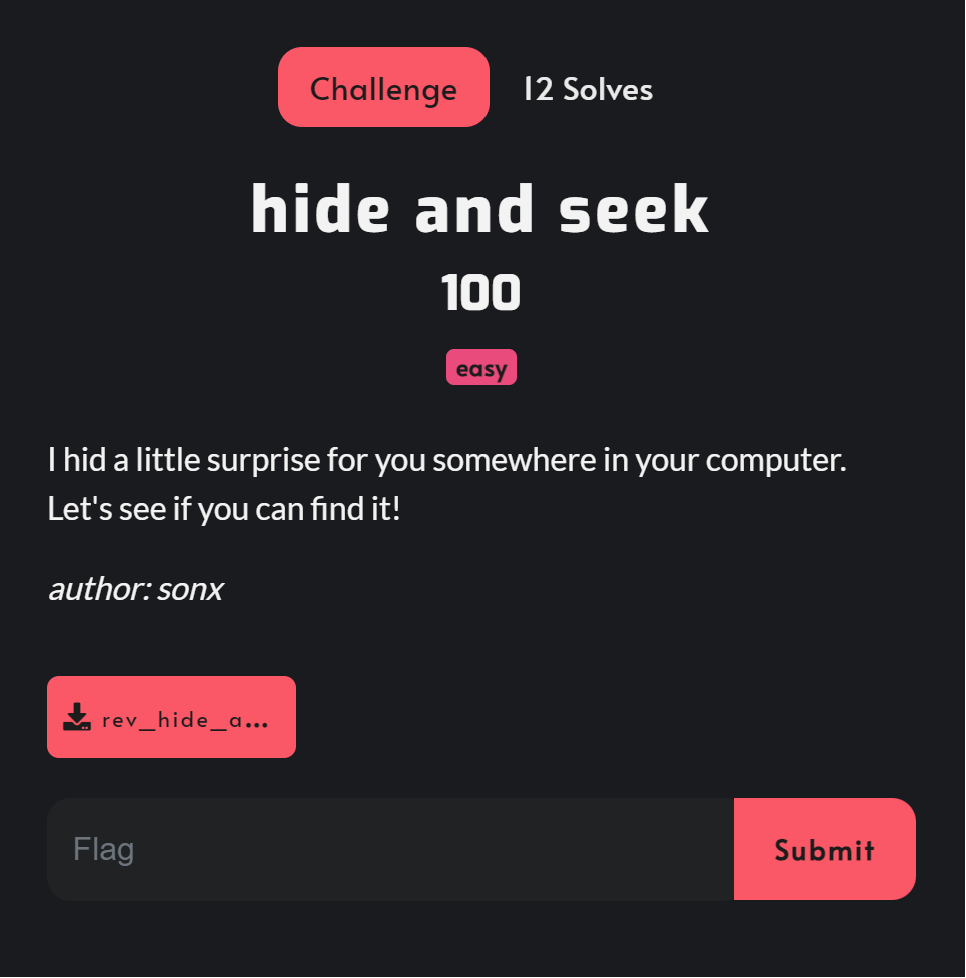 Challenge
12 Solves
hide and seek
100
easy
I hid a little surprise for you somewhere in your computer.
Let's see if you can find it!
author: sonx
rev_hide_a...
Flag
Submit